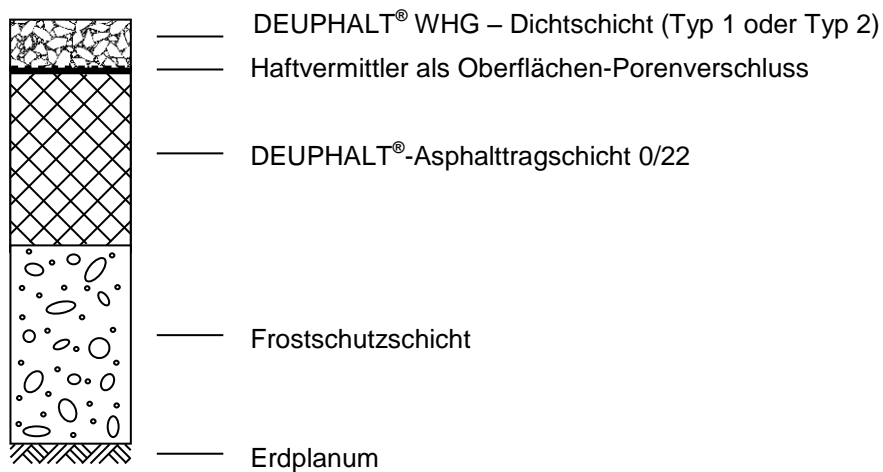 DEUPHALT® WHG – Dichtschicht (Typ 1 oder Typ 2)
Haftvermittler als Oberflächen-Porenverschluss
DEUPHALT®-Asphalttragschicht 0/22
Frostschutzschicht
Erdplanum